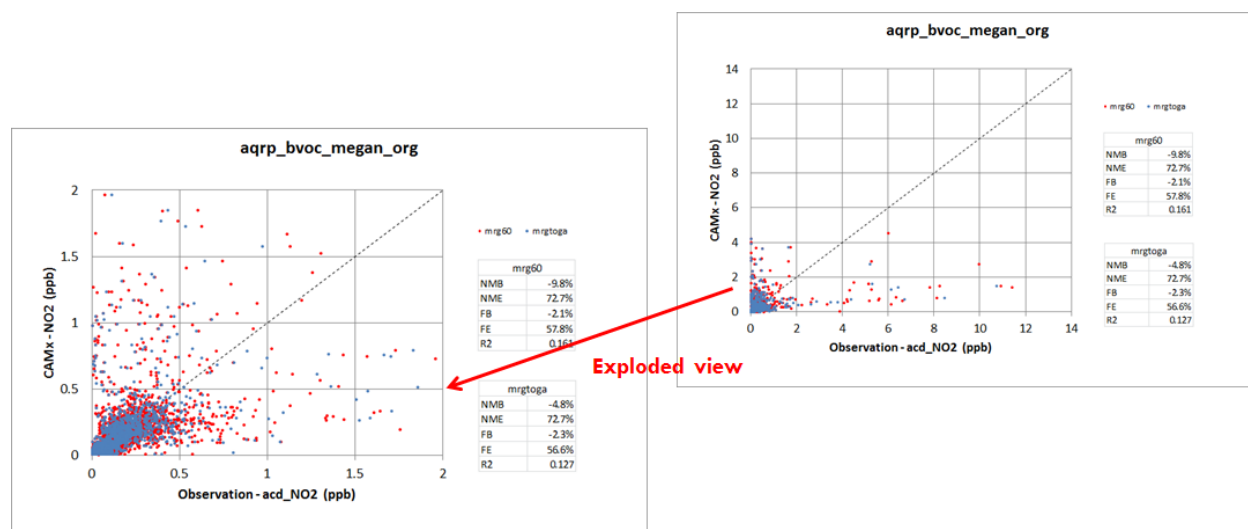 aqrp_bvoc_megan_org
CAMx - NO2 (ppb)
2
1.5
1
0.5
0
0 0.5 1 1.5 2
Observation - acd_NO2 (ppb)
mrg60 mrgtoga
mrg60
NMB -9.8%
NME 72.7%
FB -2.1%
FE 57.8%
R2 0.161
mrgtoga
NMB -4.8%
NME 72.7%
FB -2.3%
FE 56.6%
R2 0.127
Exploded view
aqrp_bvoc_megan_org
CAMx - NO2 (ppb)
14
12
10
8
6
4
2
0
0 2 4 6 8 10 12 14
Observation - acd_NO2 (ppb)
mrg60 mrgtoga
mrg60
NMB -9.8%
NME 72.7%
FB -2.1%
FE 57.8%
R2 0.161
mrgtoga
NMB -4.8%
NME 72.7%
FB -2.3%
FE 56.6%
R2 0.127